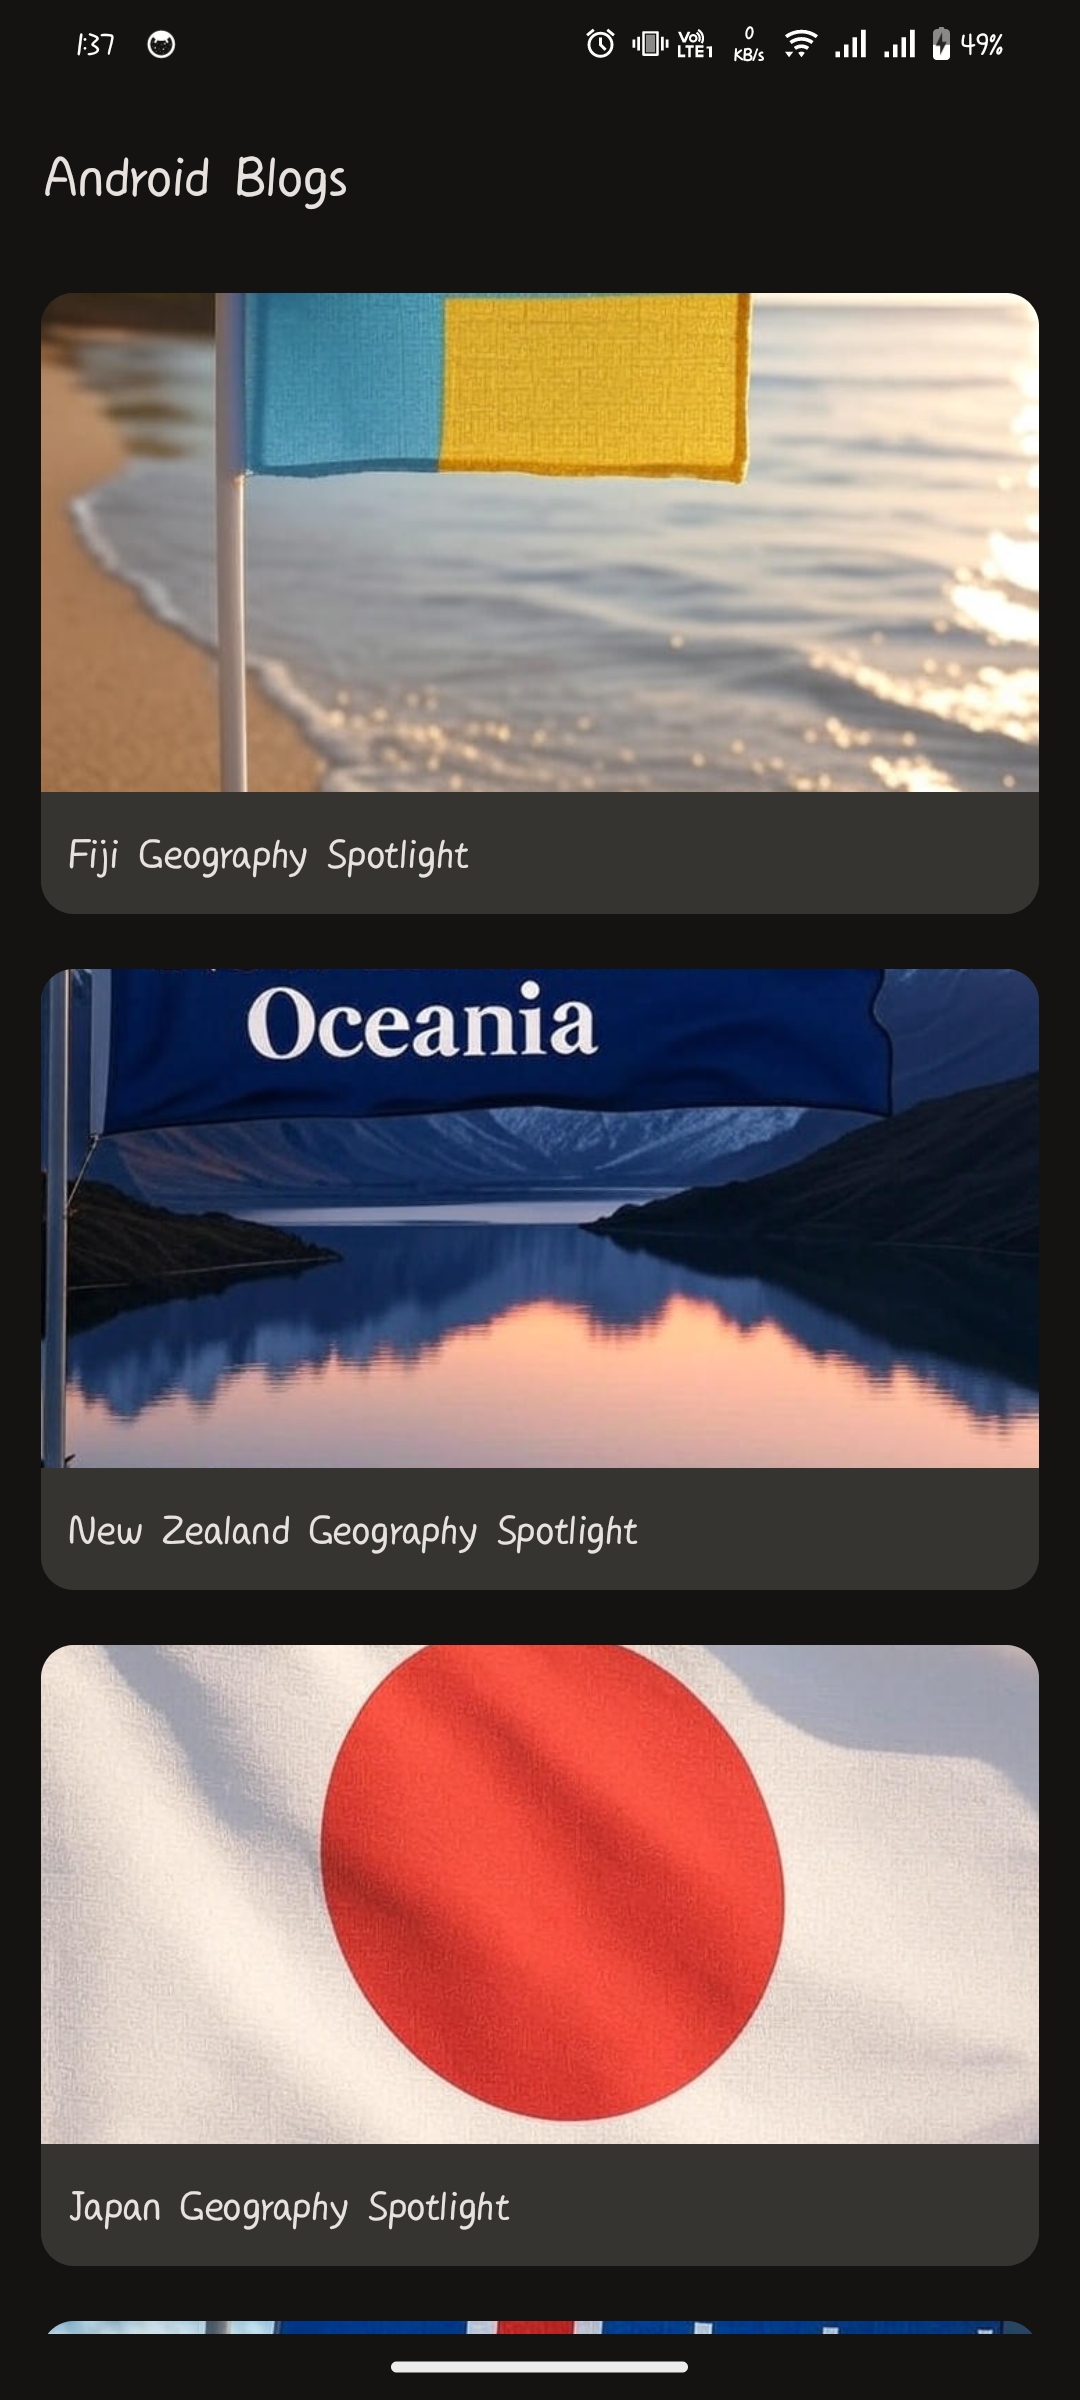 1:37
Vo)
LTE1
0
KB/s
49%
Android Blogs
Fiji Geography Spotlight
Oceania
New Zealand Geography Spotlight
Japan Geography Spotlight